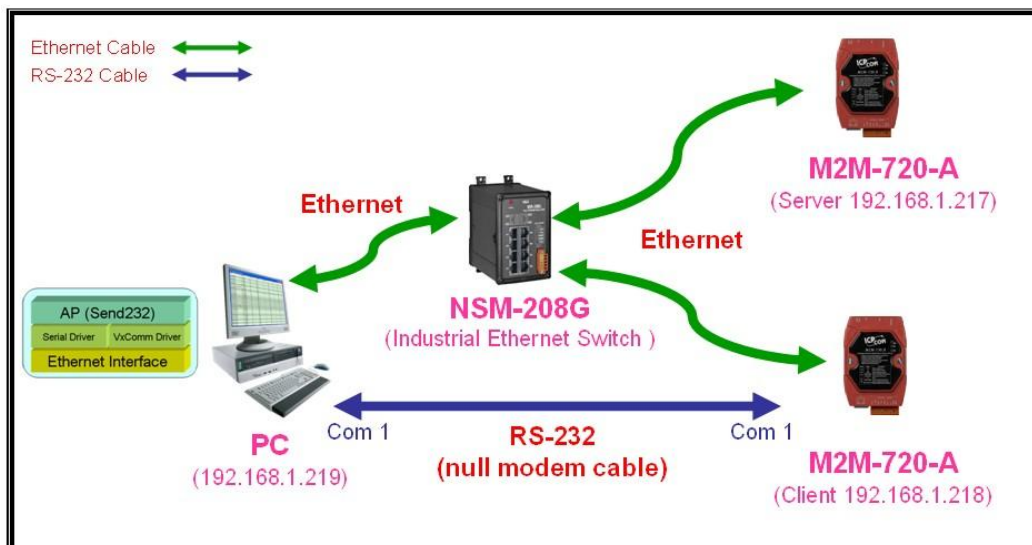 Ethernet Cable
RS-232 Cable
M2M-720-A
(Server 192.168.1.217)
Ethernet
Ethernet
NSM-208G
(Industrial Ethernet Switch )
AP (Send232)
Serial Driver
VxComm Driver
Ethernet Interface
Com 1
RS-232
(null modem cable)
Com 1
PC
(192.168.1.219)
M2M-720-A
(Client 192.168.1.218)